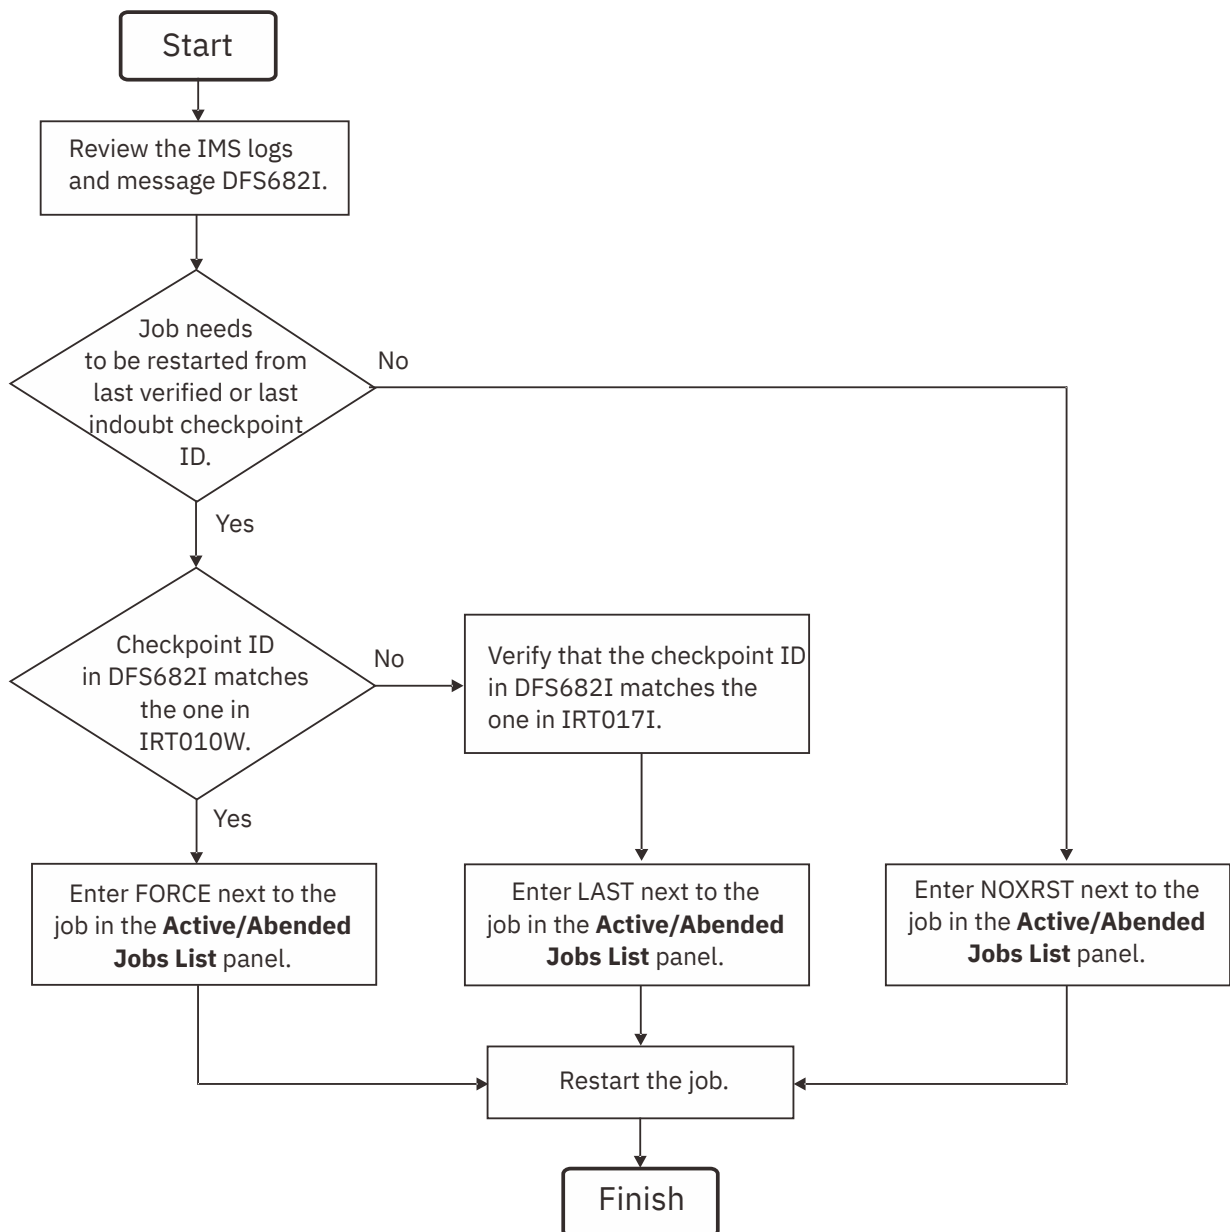 Start
Review the IMS logs
and message DFS682I.
Job needs
to be restarted from
last verified or last
indoubt checkpoint
ID.
No
Yes
Checkpoint ID
in DFS682I matches
the one in
IRT010W.
No
Verify that the checkpoint ID
in DFS682I matches the
one in IRT017I.
Yes
Enter FORCE next to the
job in the Active/Abended
Jobs List panel.
Enter LAST next to the
job in the Active/Abended
Jobs List panel.
Enter NOXRST next to the
job in the Active/Abended
Jobs List panel.
Restart the job.
Finish